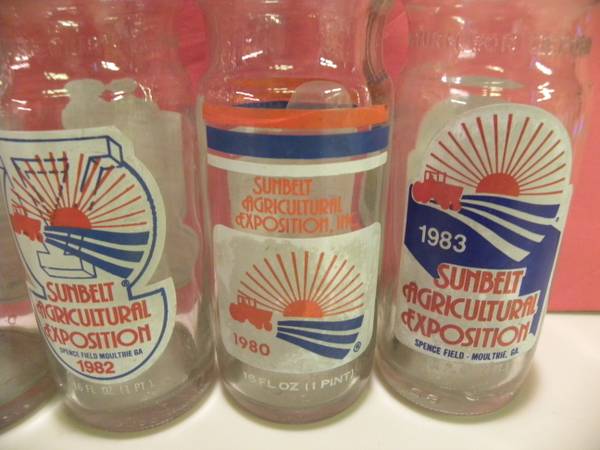 SUNBELT
AGRICULTURAL
EXPOSITION
SPENCE FIELD MOULTRIE GA
1982
16 FL. OZ. (1 PT.)
SUNBELT
AGRICULTURAL
EXPOSITION, INC.
1980
®
16 FL OZ (1 PINT)
1983
SUNBELT
AGRICULTURAL
EXPOSITION
SPENCE FIELD - MOULTRIE, GA.